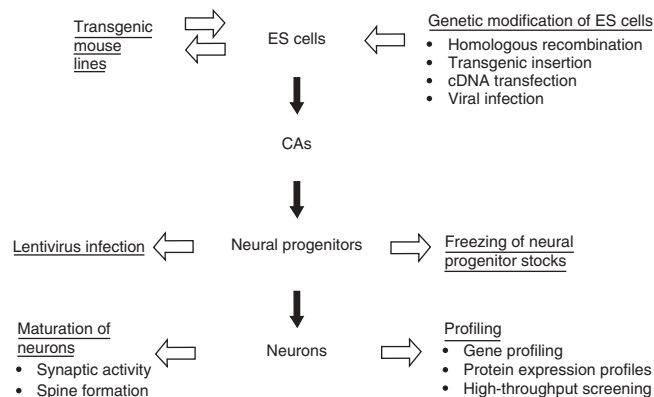 Transgenic
mouse
lines
ES cells
Genetic modification of ES cells
• Homologous recombination
• Transgenic insertion
• cDNA transfection
• Viral infection
CAs
Lentivirus infection
Neural progenitors
Freezing of neural
progenitor stocks
Maturation of
neurons
• Synaptic activity
• Spine formation
Neurons
Profiling
• Gene profiling
• Protein expression profiles
• High-throughput screening